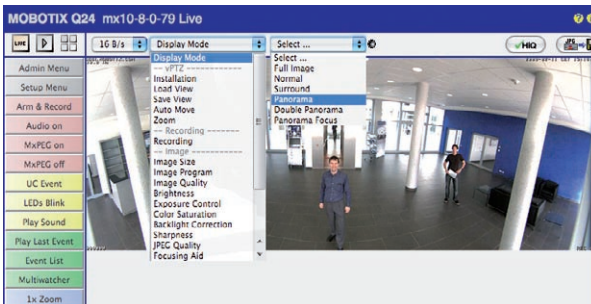 MOBOTIX Q24 mx10-8-0-79 Live
LIVE
16 B/s
Display Mode
Select ...
HIQ
JPG
Admin Menu
Setup Menu
Arm & Record
Audio on
MxPEG on
MxPEG off
UC Event
LEDs Blink
Play Sound
Play Last Event
Event List
Multiwatcher
1x Zoom
Display Mode
-- vPTZ --------------
Installation
Load View
Save View
Auto Move
Zoom
-- Recording --------
Recording
-- Image ------------
Image Size
Image Program
Image Quality
Brightness
Exposure Control
Color Saturation
Backlight Correction
Sharpness
JPEG Quality
Focusing Aid
Select ...
Full Image
Normal
Surround
Panorama
Double Panorama
Panorama Focus